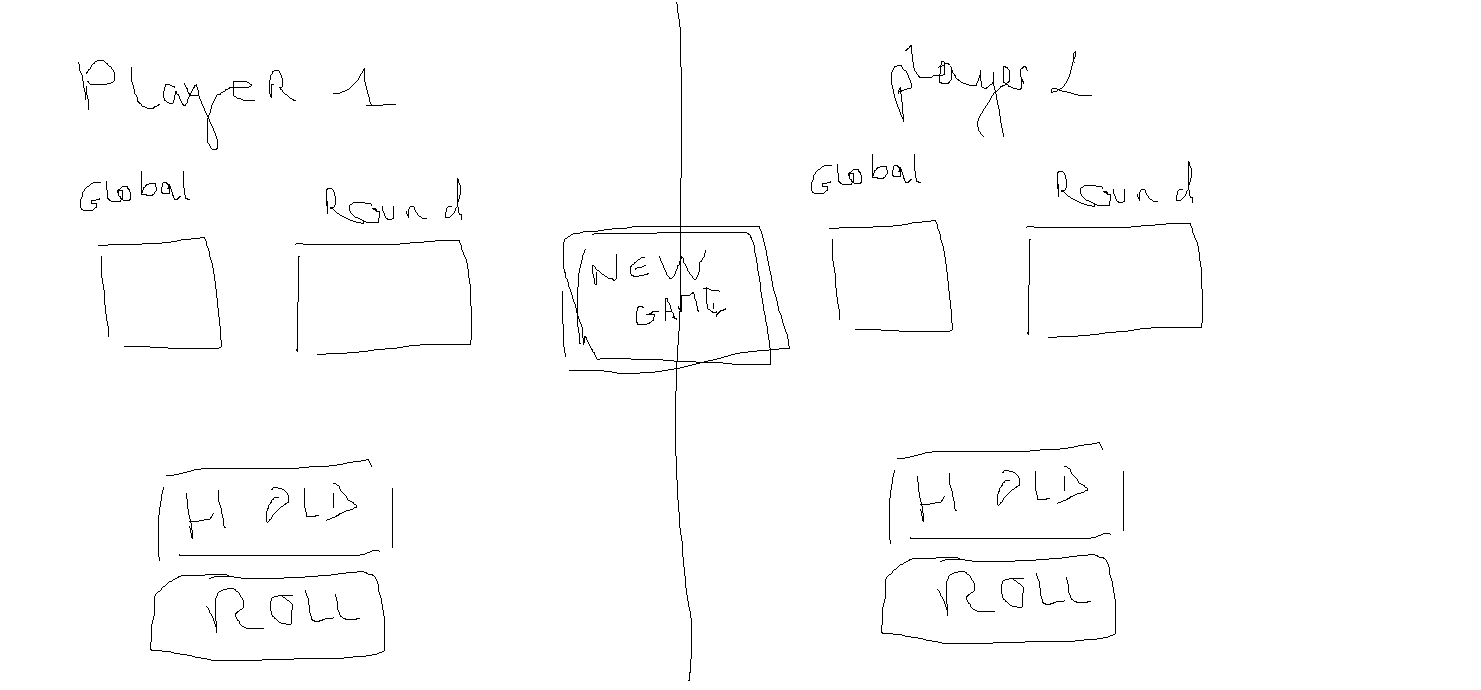 PlayeR 1
Global
Round
HOLD
ROLL
NEW
GAME
player 2
Global
Round
HOLD
ROLL